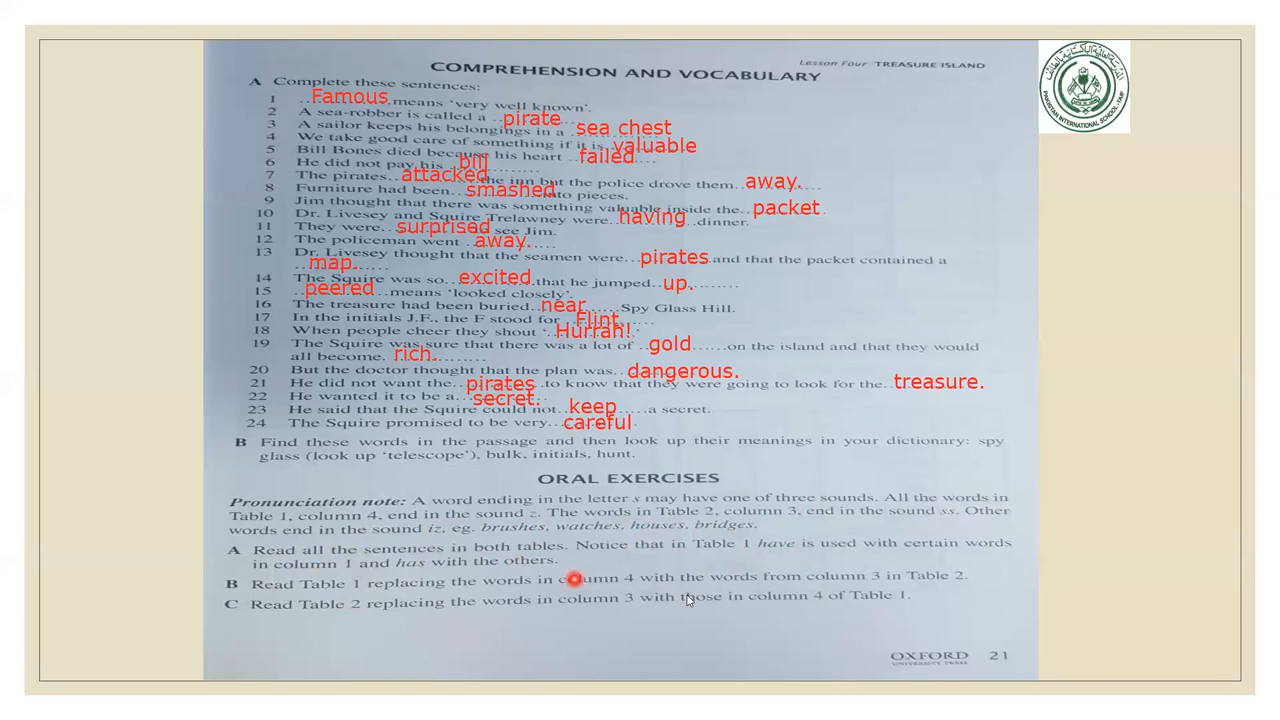 Lesson Four TREASURE ISLAND
COMPREHENSION AND VOCABULARY
A Complete these sentences:
1 ..Famous..means ‘very well known’.
2 A sea-robber is called a ..pirate...
3 A sailor keeps his belongings in a ..sea chest
4 We take good care of something if it is..valuable
5 Bill Bones died because his heart ..failed....
6 He did not pay his ..bill........
7 The pirates..attacked the inn but the police drove them..away.....
8 Furniture had been..smashed into pieces.
9 Jim thought that there was something valuable inside the..packet.
10 Dr. Livesey and Squire Trelawney were..having..dinner.
11 They were..surprised see Jim.
12 The policeman went ..away.....
13 Dr. Livesey thought that the seamen were...pirates and that the packet contained a
..map.......
14 The Squire was so...excited.that he jumped..up.........
15 ..peered...means ‘looked closely’.
16 The treasure had been buried..near......Spy Glass Hill.
17 In the initials J.F., the F stood for..Flint.....
18 When people cheer they shout ‘..Hurrah!.’
19 The Squire was sure that there was a lot of ..gold......on the island and that they would
all become. rich..........
20 But the doctor thought that the plan was..dangerous.
21 He did not want the..pirates..to know that they were going to look for the..treasure.
22 He wanted it to be a...secret...
23 He said that the Squire could not..keep.....a secret.
24 The Squire promised to be very...careful.
B Find these words in the passage and then look up their meanings in your dictionary: spy
glass (look up ‘telescope’), bulk, initials, hunt.
ORAL EXERCISES
Pronunciation note: A word ending in the letter s may have one of three sounds. All the words in
Table 1, column 4, end in the sound z. The words in Table 2, column 3, end in the sound ss. Other
words end in the sound iz, eg. brushes, watches, houses, bridges.
A Read all the sentences in both tables. Notice that in Table 1 have is used with certain words
in column 1 and has with the others.
B Read Table 1 replacing the words in column 4 with the words from column 3 in Table 2.
C Read Table 2 replacing the words in column 3 with those in column 4 of Table 1.
OXFORD 21
UNIVERSITY PRESS
PAKISTAN INTERNATIONAL SCHOOL-TAIF